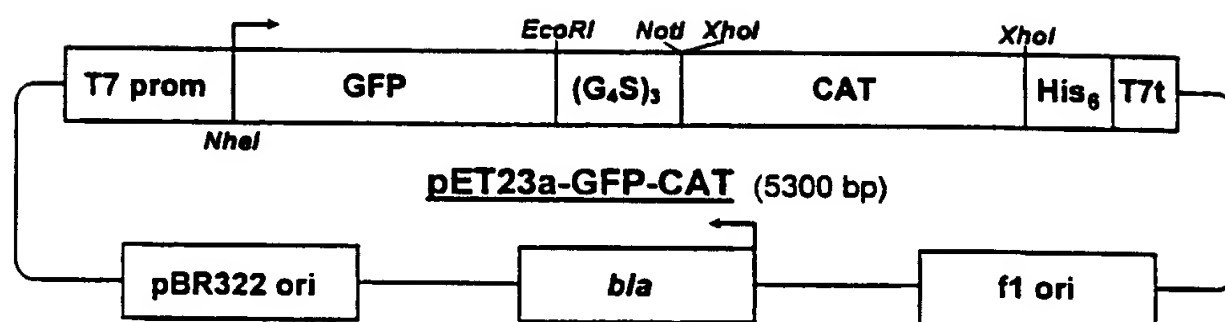 EcoRI NotI XhoI XhoI
T7 prom GFP (G₄S)₃ CAT His₆ T7t
NheI
pET23a-GFP-CAT (5300 bp)
pBR322 ori bla f1 ori